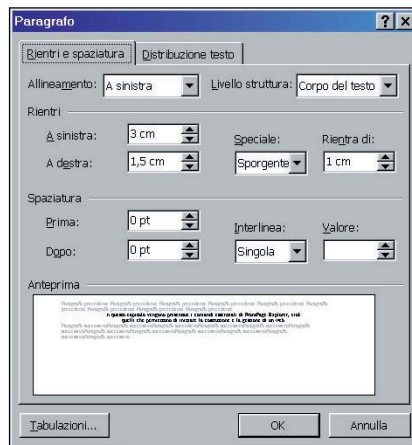 Paragrafo
Rientri e spaziatura Distribuzione testo
Allineamento: A sinistra Livello struttura: Corpo del testo
Rientri
A sinistra: 3 cm Speciale: Rientra di:
A destra: 1,5 cm Sporgente 1 cm
Spaziatura
Prima: 0 pt Interlinea: Valore:
Dopo: 0 pt Singola
Anteprima
Tabulazioni... OK Annulla